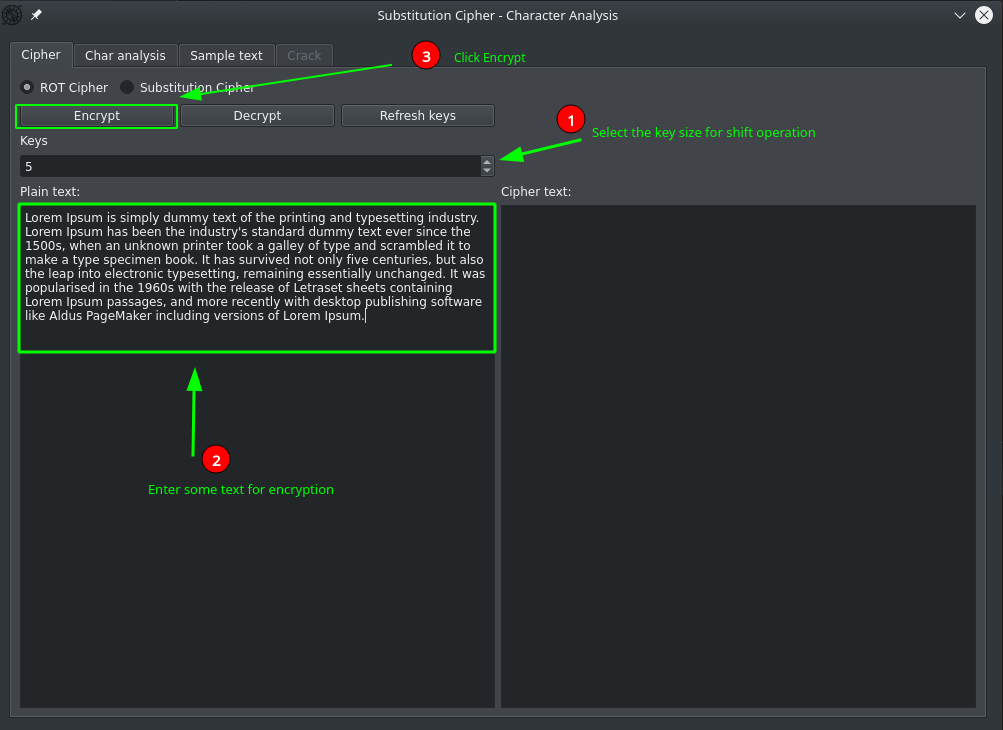 Substitution Cipher - Character Analysis
Cipher
Char analysis
Sample text
Crack
3
Click Encrypt
ROT Cipher
Substitution Cipher
Encrypt
Decrypt
Refresh keys
1
Select the key size for shift operation
Keys
5
Plain text:
Cipher text:
Lorem Ipsum is simply dummy text of the printing and typesetting industry.
Lorem Ipsum has been the industry's standard dummy text ever since the
1500s, when an unknown printer took a galley of type and scrambled it to
make a type specimen book. It has survived not only five centuries, but also
the leap into electronic typesetting, remaining essentially unchanged. It was
popularised in the 1960s with the release of Letraset sheets containing
Lorem Ipsum passages, and more recently with desktop publishing software
like Aldus PageMaker including versions of Lorem Ipsum.
2
Enter some text for encryption